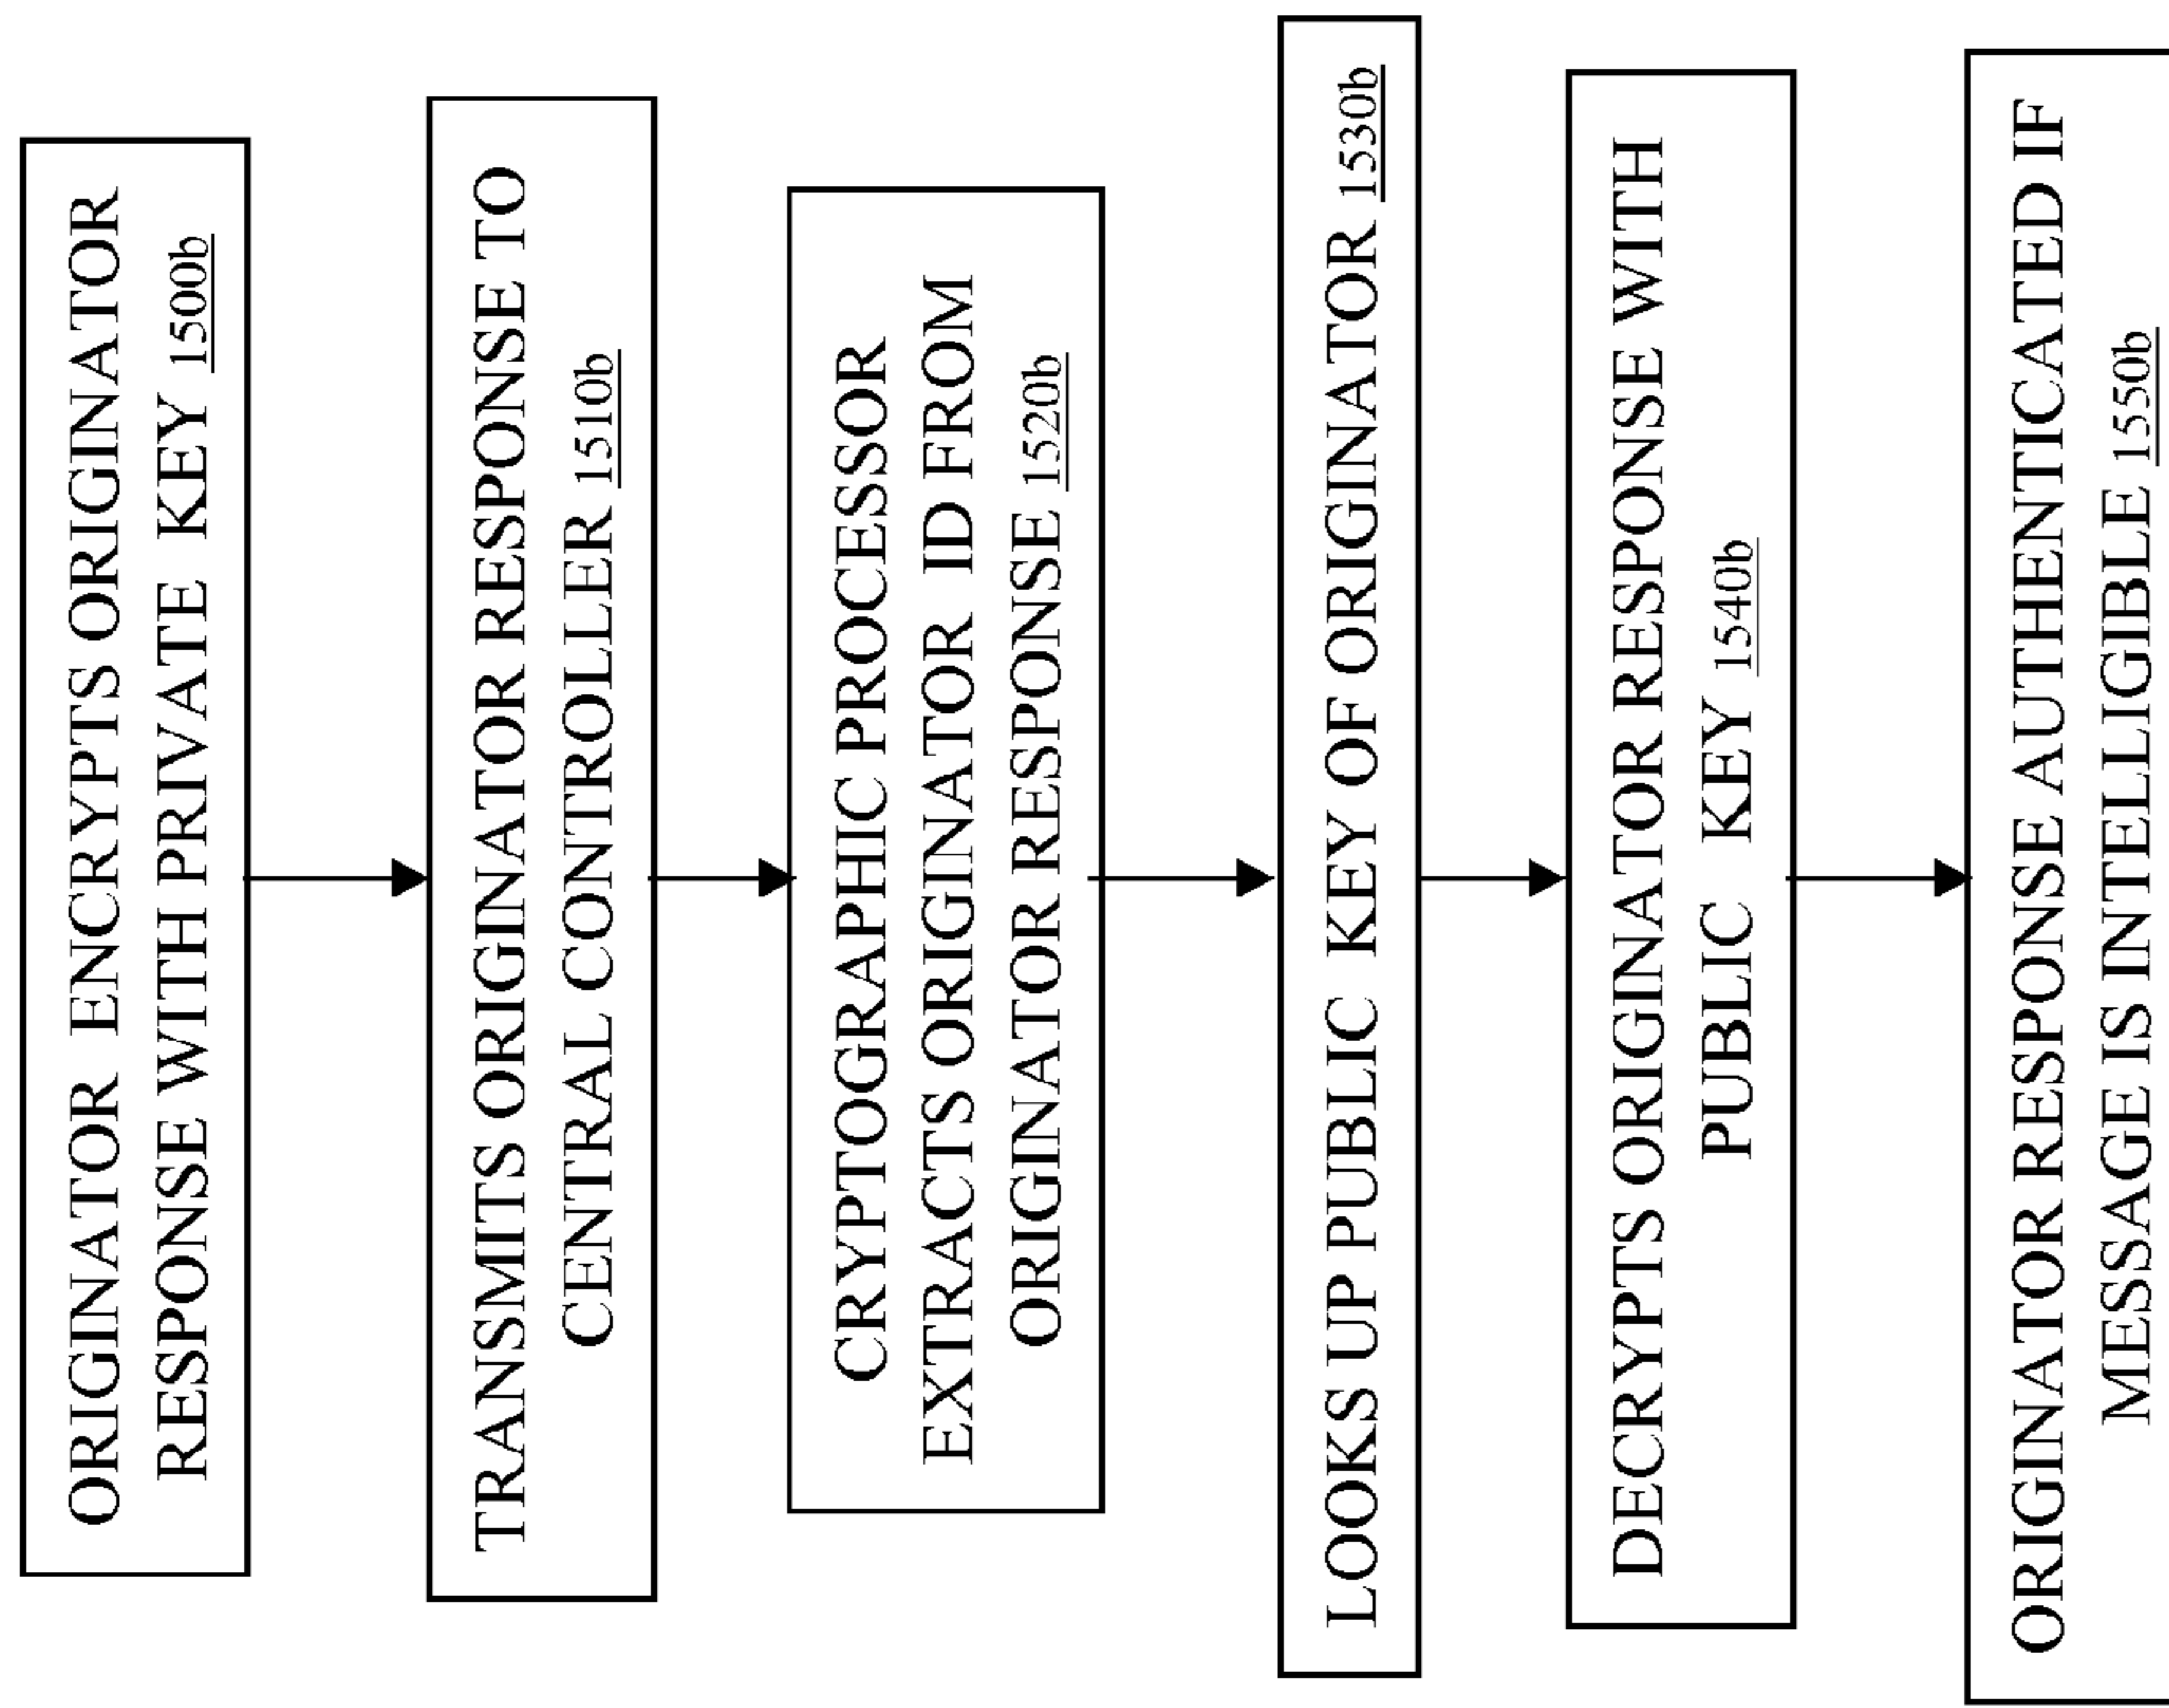 ORIGINATOR ENCRYPTS ORIGINATOR
RESPONSE WITH PRIVATE KEY 1500b
TRANSMITS ORIGINATOR RESPONSE TO
CENTRAL CONTROLLER 1510b
CRYPTOGRAPHIC PROCESSOR
EXTRACTS ORIGINATOR ID FROM
ORIGINATOR RESPONSE 1520b
LOOKS UP PUBLIC KEY OF ORIGINATOR 1530b
DECRYPTS ORIGINATOR RESPONSE WITH
PUBLIC KEY 1540b
ORIGINATOR RESPONSE AUTHENTICATED IF
MESSAGE IS INTELLIGIBLE 1550b